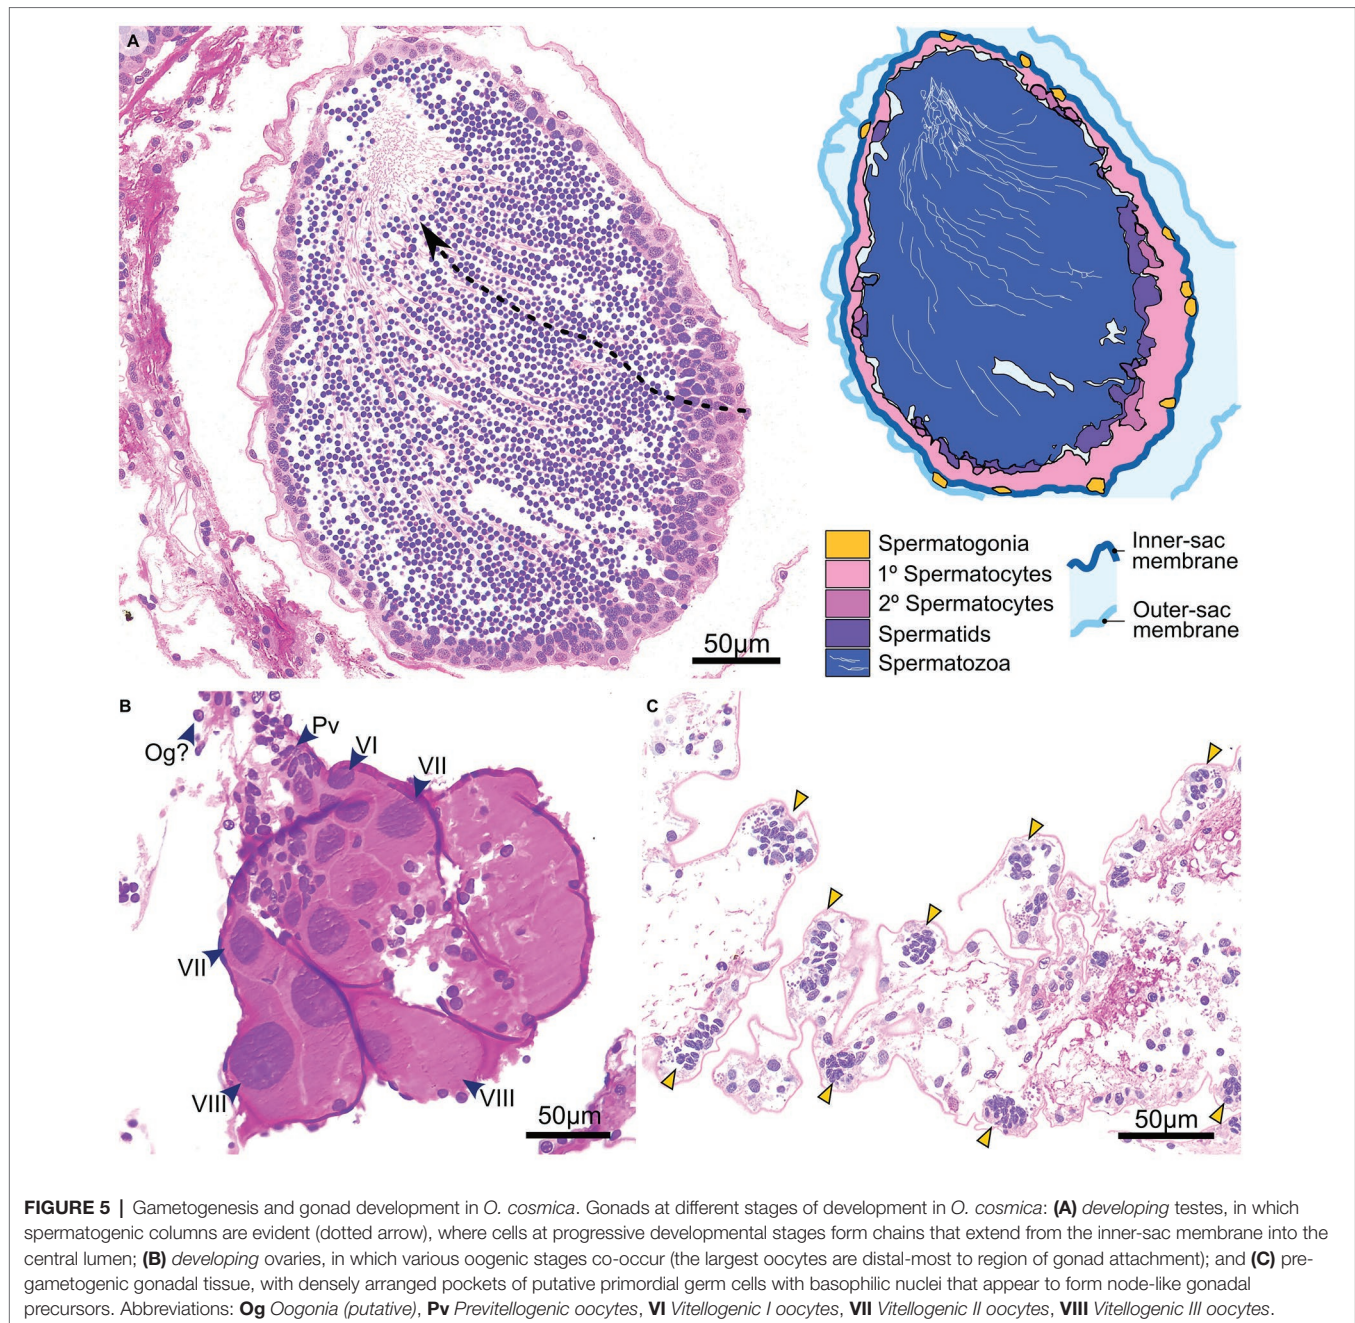 A
50µm
Spermatogonia
1º Spermatocytes
2º Spermatocytes
Spermatids
Spermatozoa
Inner-sac
membrane
Outer-sac
membrane
B
Og?
Pv
VI
VII
VII
VIII
VIII
50µm
C
50µm
FIGURE 5 | Gametogenesis and gonad development in O. cosmica. Gonads at different stages of development in O. cosmica: (A) developing testes, in which
spermatogenic columns are evident (dotted arrow), where cells at progressive developmental stages form chains that extend from the inner-sac membrane into the
central lumen; (B) developing ovaries, in which various oogenic stages co-occur (the largest oocytes are distal-most to region of gonad attachment); and (C) pre-
gametogenic gonadal tissue, with densely arranged pockets of putative primordial germ cells with basophilic nuclei that appear to form node-like gonadal
precursors. Abbreviations: Og Oogonia (putative), Pv Previtellogenic oocytes, VI Vitellogenic I oocytes, VII Vitellogenic II oocytes, VIII Vitellogenic III oocytes.